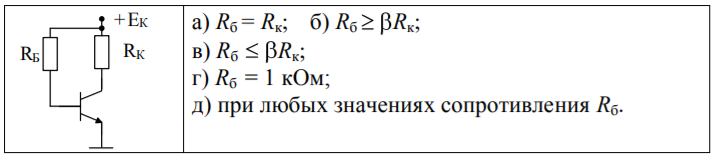 +Eк
RБ
RК
а) Rб = Rк; б) Rб ≥ βRк;
в) Rб ≤ βRк;
г) Rб = 1 кОм;
д) при любых значениях сопротивления Rб.